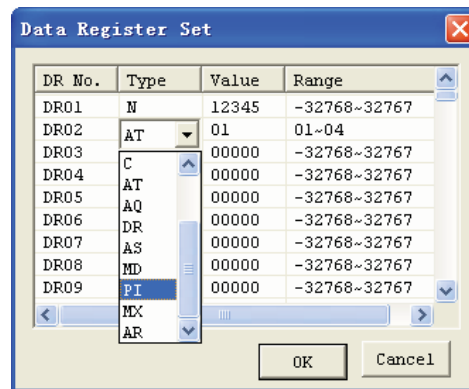 Data Register Set
DR No. Type Value Range
DR01 N 12345 -32768~32767
DR02 AT 01 01~04
DR03 C 00000 -32768~32767
DR04 AT 00000 -32768~32767
DR05 AQ 00000 -32768~32767
DR06 DR 00000 -32768~32767
DR07 AS 00000 -32768~32767
DR08 MD 00000 -32768~32767
DR09 PI 00000 -32768~32767
MX
AR
OK Cancel